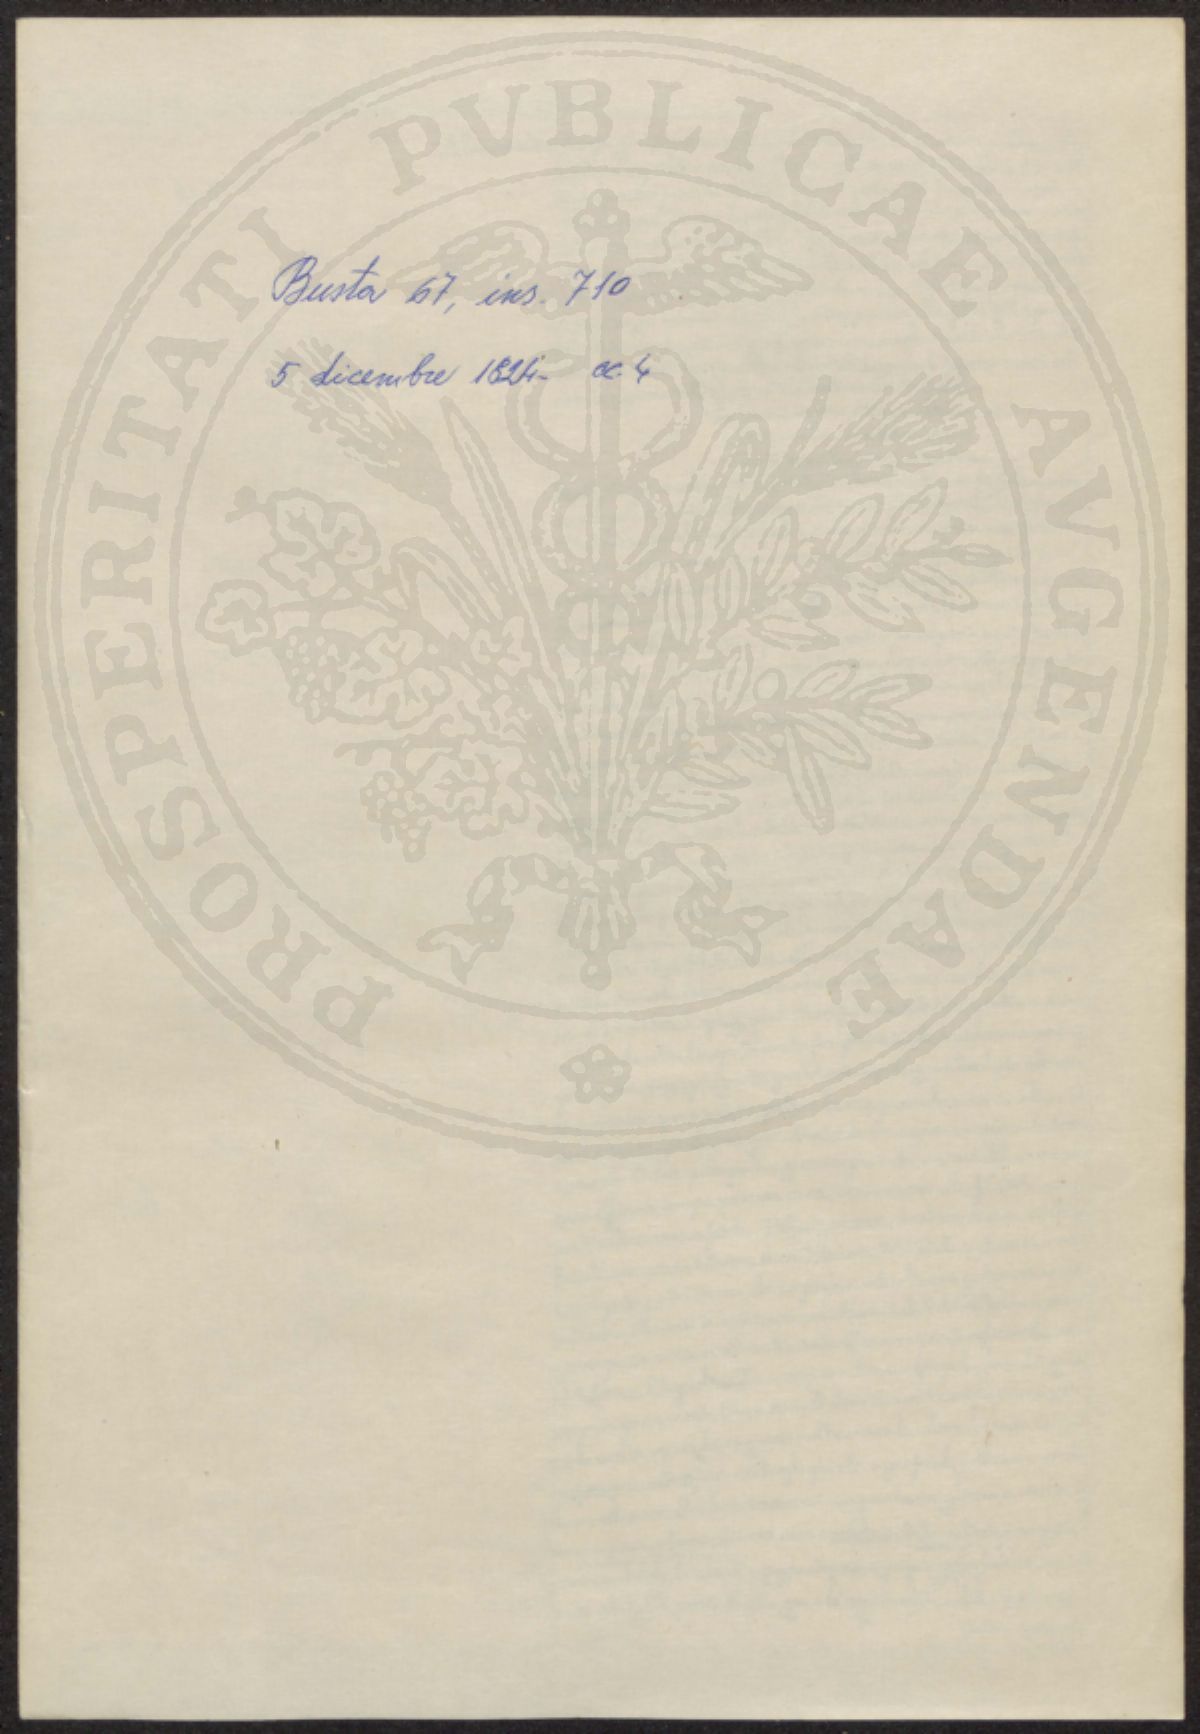 PROSPERITATI PVBLICAE AVGENDAE
Busta 67, ins. 710
5 dicembre 1824 - cc. 4